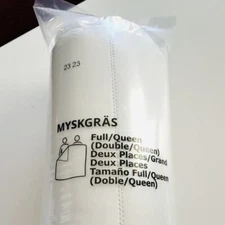 23 23
MYSKGRÄS
Full/Queen
(Double/Queen)
Deux Places/Grand
Deux Places
Tamaño Full/Queen
(Doble/Queen)